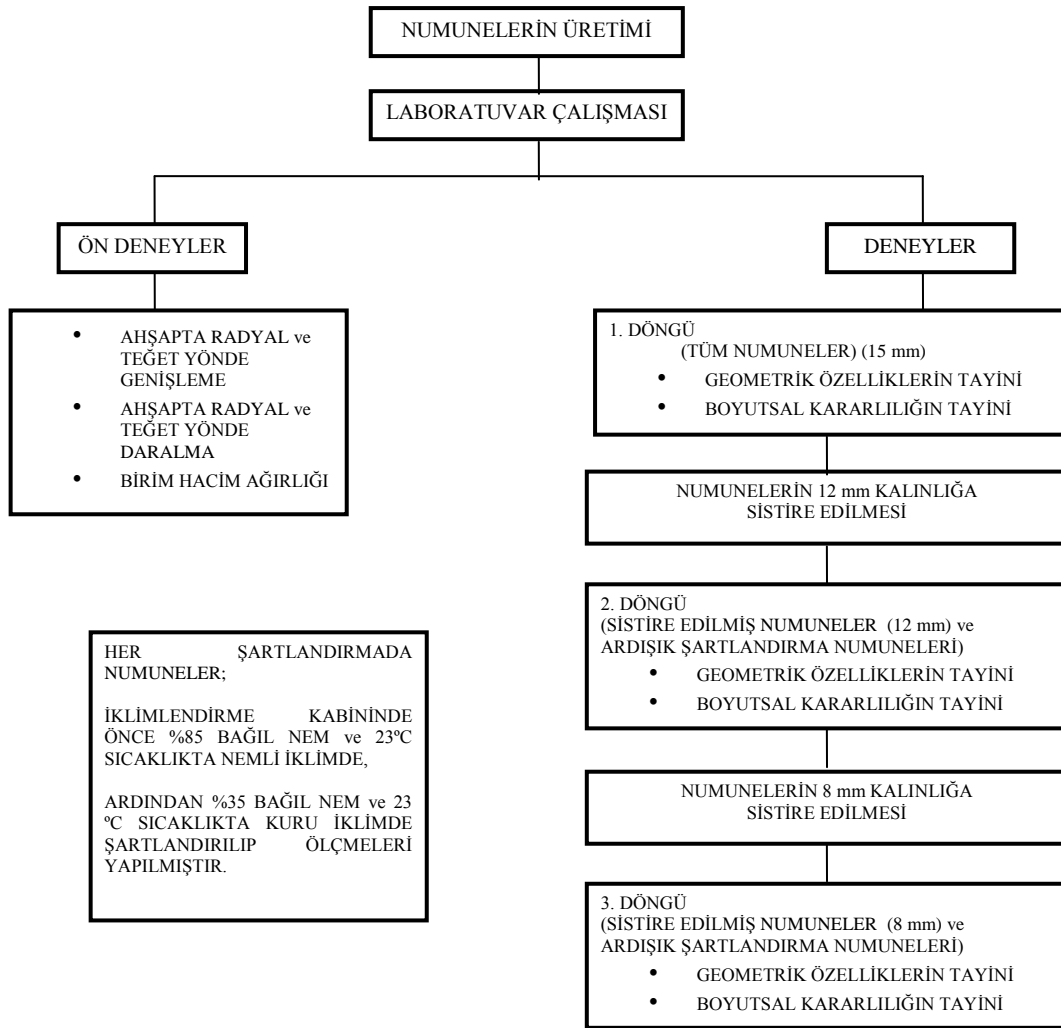 NUMUNELERİN ÜRETİMİ
LABORATUVAR ÇALIŞMASI
ÖN DENEYLER
• AHŞAPTA RADYAL ve
TEĞET YÖNDE
GENİŞLEME
• AHŞAPTA RADYAL ve
TEĞET YÖNDE
DARALMA
• BİRİM HACİM AĞIRLIĞI
HER ŞARTLANDIRMADA
NUMUNELER;
İKLİMLENDİRME KABİNİNDE
ÖNCE %85 BAĞIL NEM ve 23ºC
SICAKLIKTA NEMLİ İKLİMDE,
ARDINDAN %35 BAĞIL NEM ve 23
ºC SICAKLIKTA KURU İKLİMDE
ŞARTLANDIRILIP ÖLÇMELERİ
YAPILMIŞTIR.
DENEYLER
1. DÖNGÜ
(TÜM NUMUNELER) (15 mm)
• GEOMETRİK ÖZELLİKLERİN TAYİNİ
• BOYUTSAL KARARLILIĞIN TAYİNİ
NUMUNELERİN 12 mm KALINLIĞA
SİSTİRE EDİLMESİ
2. DÖNGÜ
(SİSTİRE EDİLMİŞ NUMUNELER (12 mm) ve
ARDIŞIK ŞARTLANDIRMA NUMUNELERİ)
• GEOMETRİK ÖZELLİKLERİN TAYİNİ
• BOYUTSAL KARARLILIĞIN TAYİNİ
NUMUNELERİN 8 mm KALINLIĞA
SİSTİRE EDİLMESİ
3. DÖNGÜ
(SİSTİRE EDİLMİŞ NUMUNELER (8 mm) ve
ARDIŞIK ŞARTLANDIRMA NUMUNELERİ)
• GEOMETRİK ÖZELLİKLERİN TAYİNİ
• BOYUTSAL KARARLILIĞIN TAYİNİ